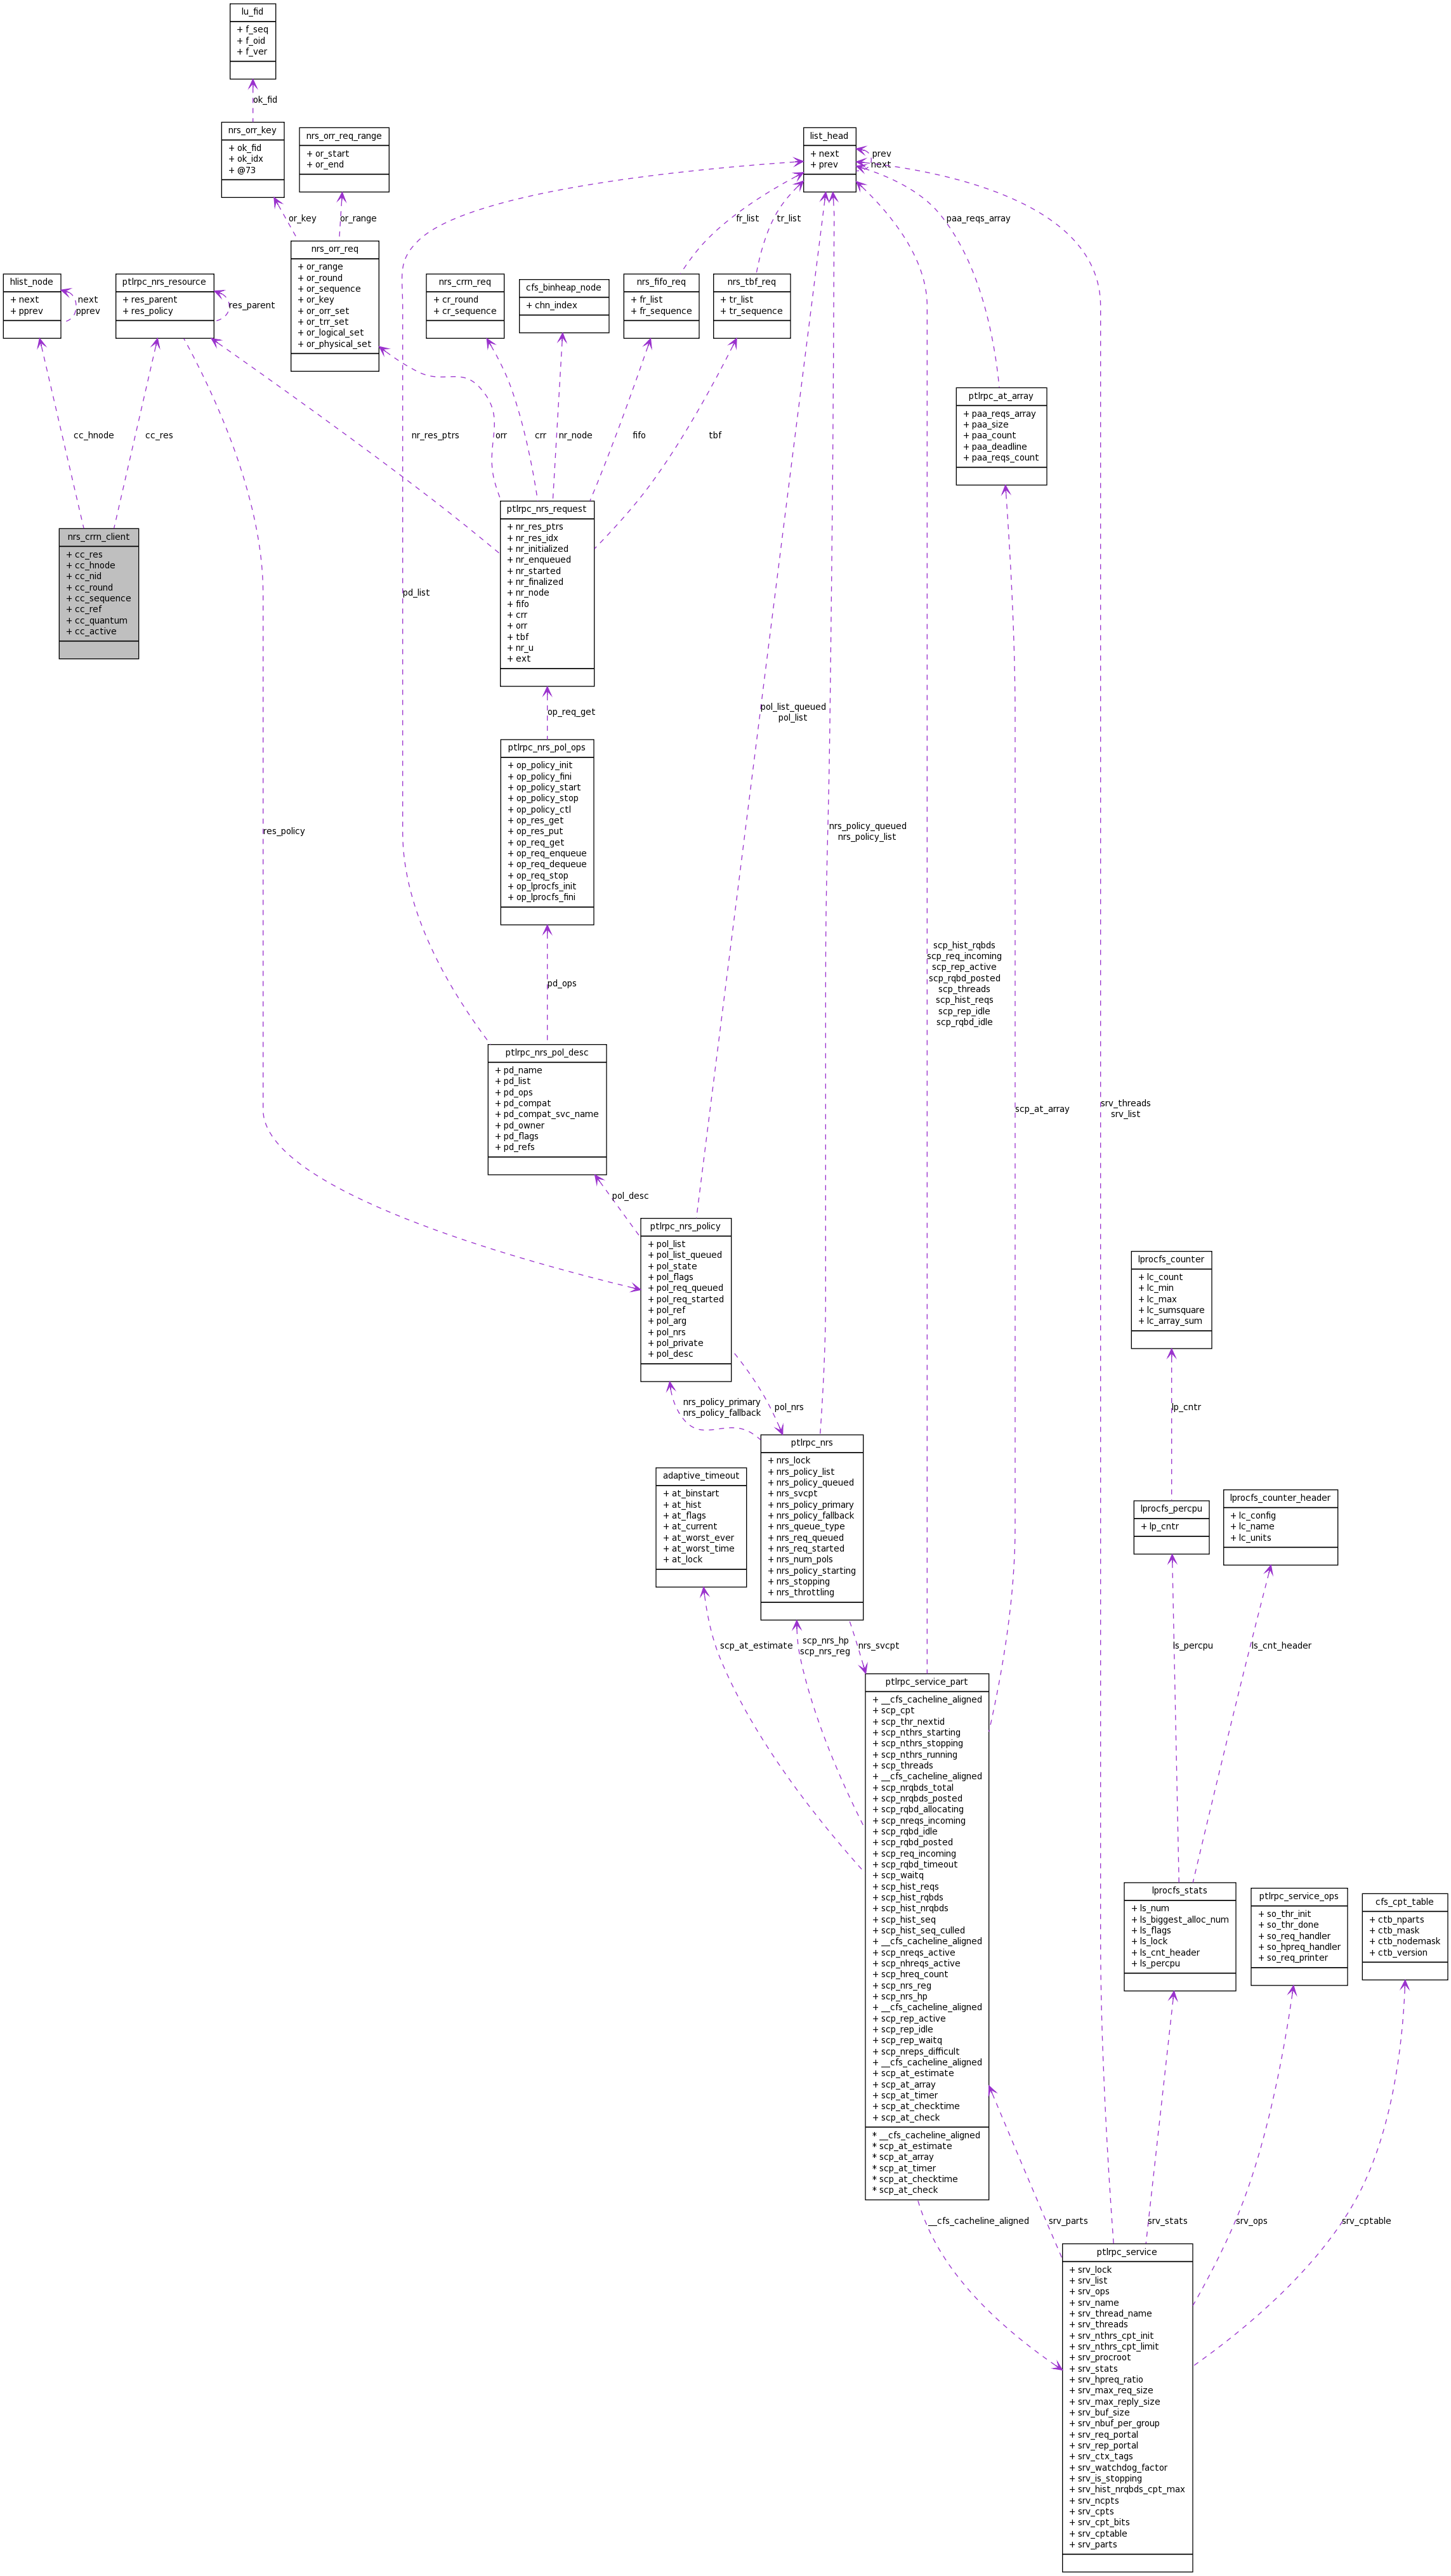 lu_fid
+ f_seq
+ f_oid
+ f_ver
ok_fid
nrs_orr_key
+ ok_fid
+ ok_idx
+ @73
nrs_orr_req_range
+ or_start
+ or_end
list_head
+ next
+ prev
prev
next
or_key
or_range
fr_list
tr_list
paa_reqs_array
nrs_orr_req
+ or_range
+ or_round
+ or_sequence
+ or_key
+ or_orr_set
+ or_trr_set
+ or_logical_set
+ or_physical_set
hlist_node
+ next
+ pprev
next
pprev
ptlrpc_nrs_resource
+ res_parent
+ res_policy
res_parent
nrs_crrn_req
+ cr_round
+ cr_sequence
cfs_binheap_node
+ chn_index
nrs_fifo_req
+ fr_list
+ fr_sequence
nrs_tbf_req
+ tr_list
+ tr_sequence
ptlrpc_at_array
+ paa_reqs_array
+ paa_size
+ paa_count
+ paa_deadline
+ paa_reqs_count
cc_hnode
cc_res
nr_res_ptrs
orr
crr
nr_node
fifo
tbf
nrs_crrn_client
+ cc_res
+ cc_hnode
+ cc_nid
+ cc_round
+ cc_sequence
+ cc_ref
+ cc_quantum
+ cc_active
pd_list
ptlrpc_nrs_request
+ nr_res_ptrs
+ nr_res_idx
+ nr_initialized
+ nr_enqueued
+ nr_started
+ nr_finalized
+ nr_node
+ fifo
+ crr
+ orr
+ tbf
+ nr_u
+ ext
op_req_get
pol_list_queued
pol_list
ptlrpc_nrs_pol_ops
+ op_policy_init
+ op_policy_fini
+ op_policy_start
+ op_policy_stop
+ op_policy_ctl
+ op_res_get
+ op_res_put
+ op_req_get
+ op_req_enqueue
+ op_req_dequeue
+ op_req_stop
+ op_lprocfs_init
+ op_lprocfs_fini
res_policy
nrs_policy_queued
nrs_policy_list
pd_ops
scp_hist_rqbds
scp_req_incoming
scp_rep_active
scp_rqbd_posted
scp_threads
scp_hist_reqs
scp_rep_idle
scp_rqbd_idle
ptlrpc_nrs_pol_desc
+ pd_name
+ pd_list
+ pd_ops
+ pd_compat
+ pd_compat_svc_name
+ pd_owner
+ pd_flags
+ pd_refs
scp_at_array
srv_threads
srv_list
pol_desc
ptlrpc_nrs_policy
+ pol_list
+ pol_list_queued
+ pol_state
+ pol_flags
+ pol_req_queued
+ pol_req_started
+ pol_ref
+ pol_arg
+ pol_nrs
+ pol_private
+ pol_desc
lprocfs_counter
+ lc_count
+ lc_min
+ lc_max
+ lc_sumsquare
+ lc_array_sum
nrs_policy_primary
nrs_policy_fallback
pol_nrs
lp_cntr
ptlrpc_nrs
+ nrs_lock
+ nrs_policy_list
+ nrs_policy_queued
+ nrs_svcpt
+ nrs_policy_primary
+ nrs_policy_fallback
+ nrs_queue_type
+ nrs_req_queued
+ nrs_req_started
+ nrs_num_pols
+ nrs_policy_starting
+ nrs_stopping
+ nrs_throttling
adaptive_timeout
+ at_binstart
+ at_hist
+ at_flags
+ at_current
+ at_worst_ever
+ at_worst_time
+ at_lock
lprocfs_percpu
+ lp_cntr
lprocfs_counter_header
+ lc_config
+ lc_name
+ lc_units
scp_at_estimate
scp_nrs_hp
scp_nrs_reg
nrs_svcpt
ls_percpu
ls_cnt_header
ptlrpc_service_part
+ __cfs_cacheline_aligned
+ scp_cpt
+ scp_thr_nextid
+ scp_nthrs_starting
+ scp_nthrs_stopping
+ scp_nthrs_running
+ scp_threads
+ __cfs_cacheline_aligned
+ scp_nrqbds_total
+ scp_nrqbds_posted
+ scp_rqbd_allocating
+ scp_nreqs_incoming
+ scp_rqbd_idle
+ scp_rqbd_posted
+ scp_req_incoming
+ scp_rqbd_timeout
+ scp_waitq
+ scp_hist_reqs
+ scp_hist_rqbds
+ scp_hist_nrqbds
+ scp_hist_seq
+ scp_hist_seq_culled
+ __cfs_cacheline_aligned
+ scp_nreqs_active
+ scp_nhreqs_active
+ scp_hreq_count
+ scp_nrs_reg
+ scp_nrs_hp
+ __cfs_cacheline_aligned
+ scp_rep_active
+ scp_rep_idle
+ scp_rep_waitq
+ scp_nreps_difficult
+ __cfs_cacheline_aligned
+ scp_at_estimate
+ scp_at_array
+ scp_at_timer
+ scp_at_checktime
+ scp_at_check
* __cfs_cacheline_aligned
* scp_at_estimate
* scp_at_array
* scp_at_timer
* scp_at_checktime
* scp_at_check
lprocfs_stats
+ ls_num
+ ls_biggest_alloc_num
+ ls_flags
+ ls_lock
+ ls_cnt_header
+ ls_percpu
ptlrpc_service_ops
+ so_thr_init
+ so_thr_done
+ so_req_handler
+ so_hpreq_handler
+ so_req_printer
cfs_cpt_table
+ ctb_nparts
+ ctb_mask
+ ctb_nodemask
+ ctb_version
__cfs_cacheline_aligned
srv_parts
srv_stats
srv_ops
srv_cptable
ptlrpc_service
+ srv_lock
+ srv_list
+ srv_ops
+ srv_name
+ srv_thread_name
+ srv_threads
+ srv_nthrs_cpt_init
+ srv_nthrs_cpt_limit
+ srv_procroot
+ srv_stats
+ srv_hpreq_ratio
+ srv_max_req_size
+ srv_max_reply_size
+ srv_buf_size
+ srv_nbuf_per_group
+ srv_req_portal
+ srv_rep_portal
+ srv_ctx_tags
+ srv_watchdog_factor
+ srv_is_stopping
+ srv_hist_nrqbds_cpt_max
+ srv_ncpts
+ srv_cpts
+ srv_cpt_bits
+ srv_cptable
+ srv_parts